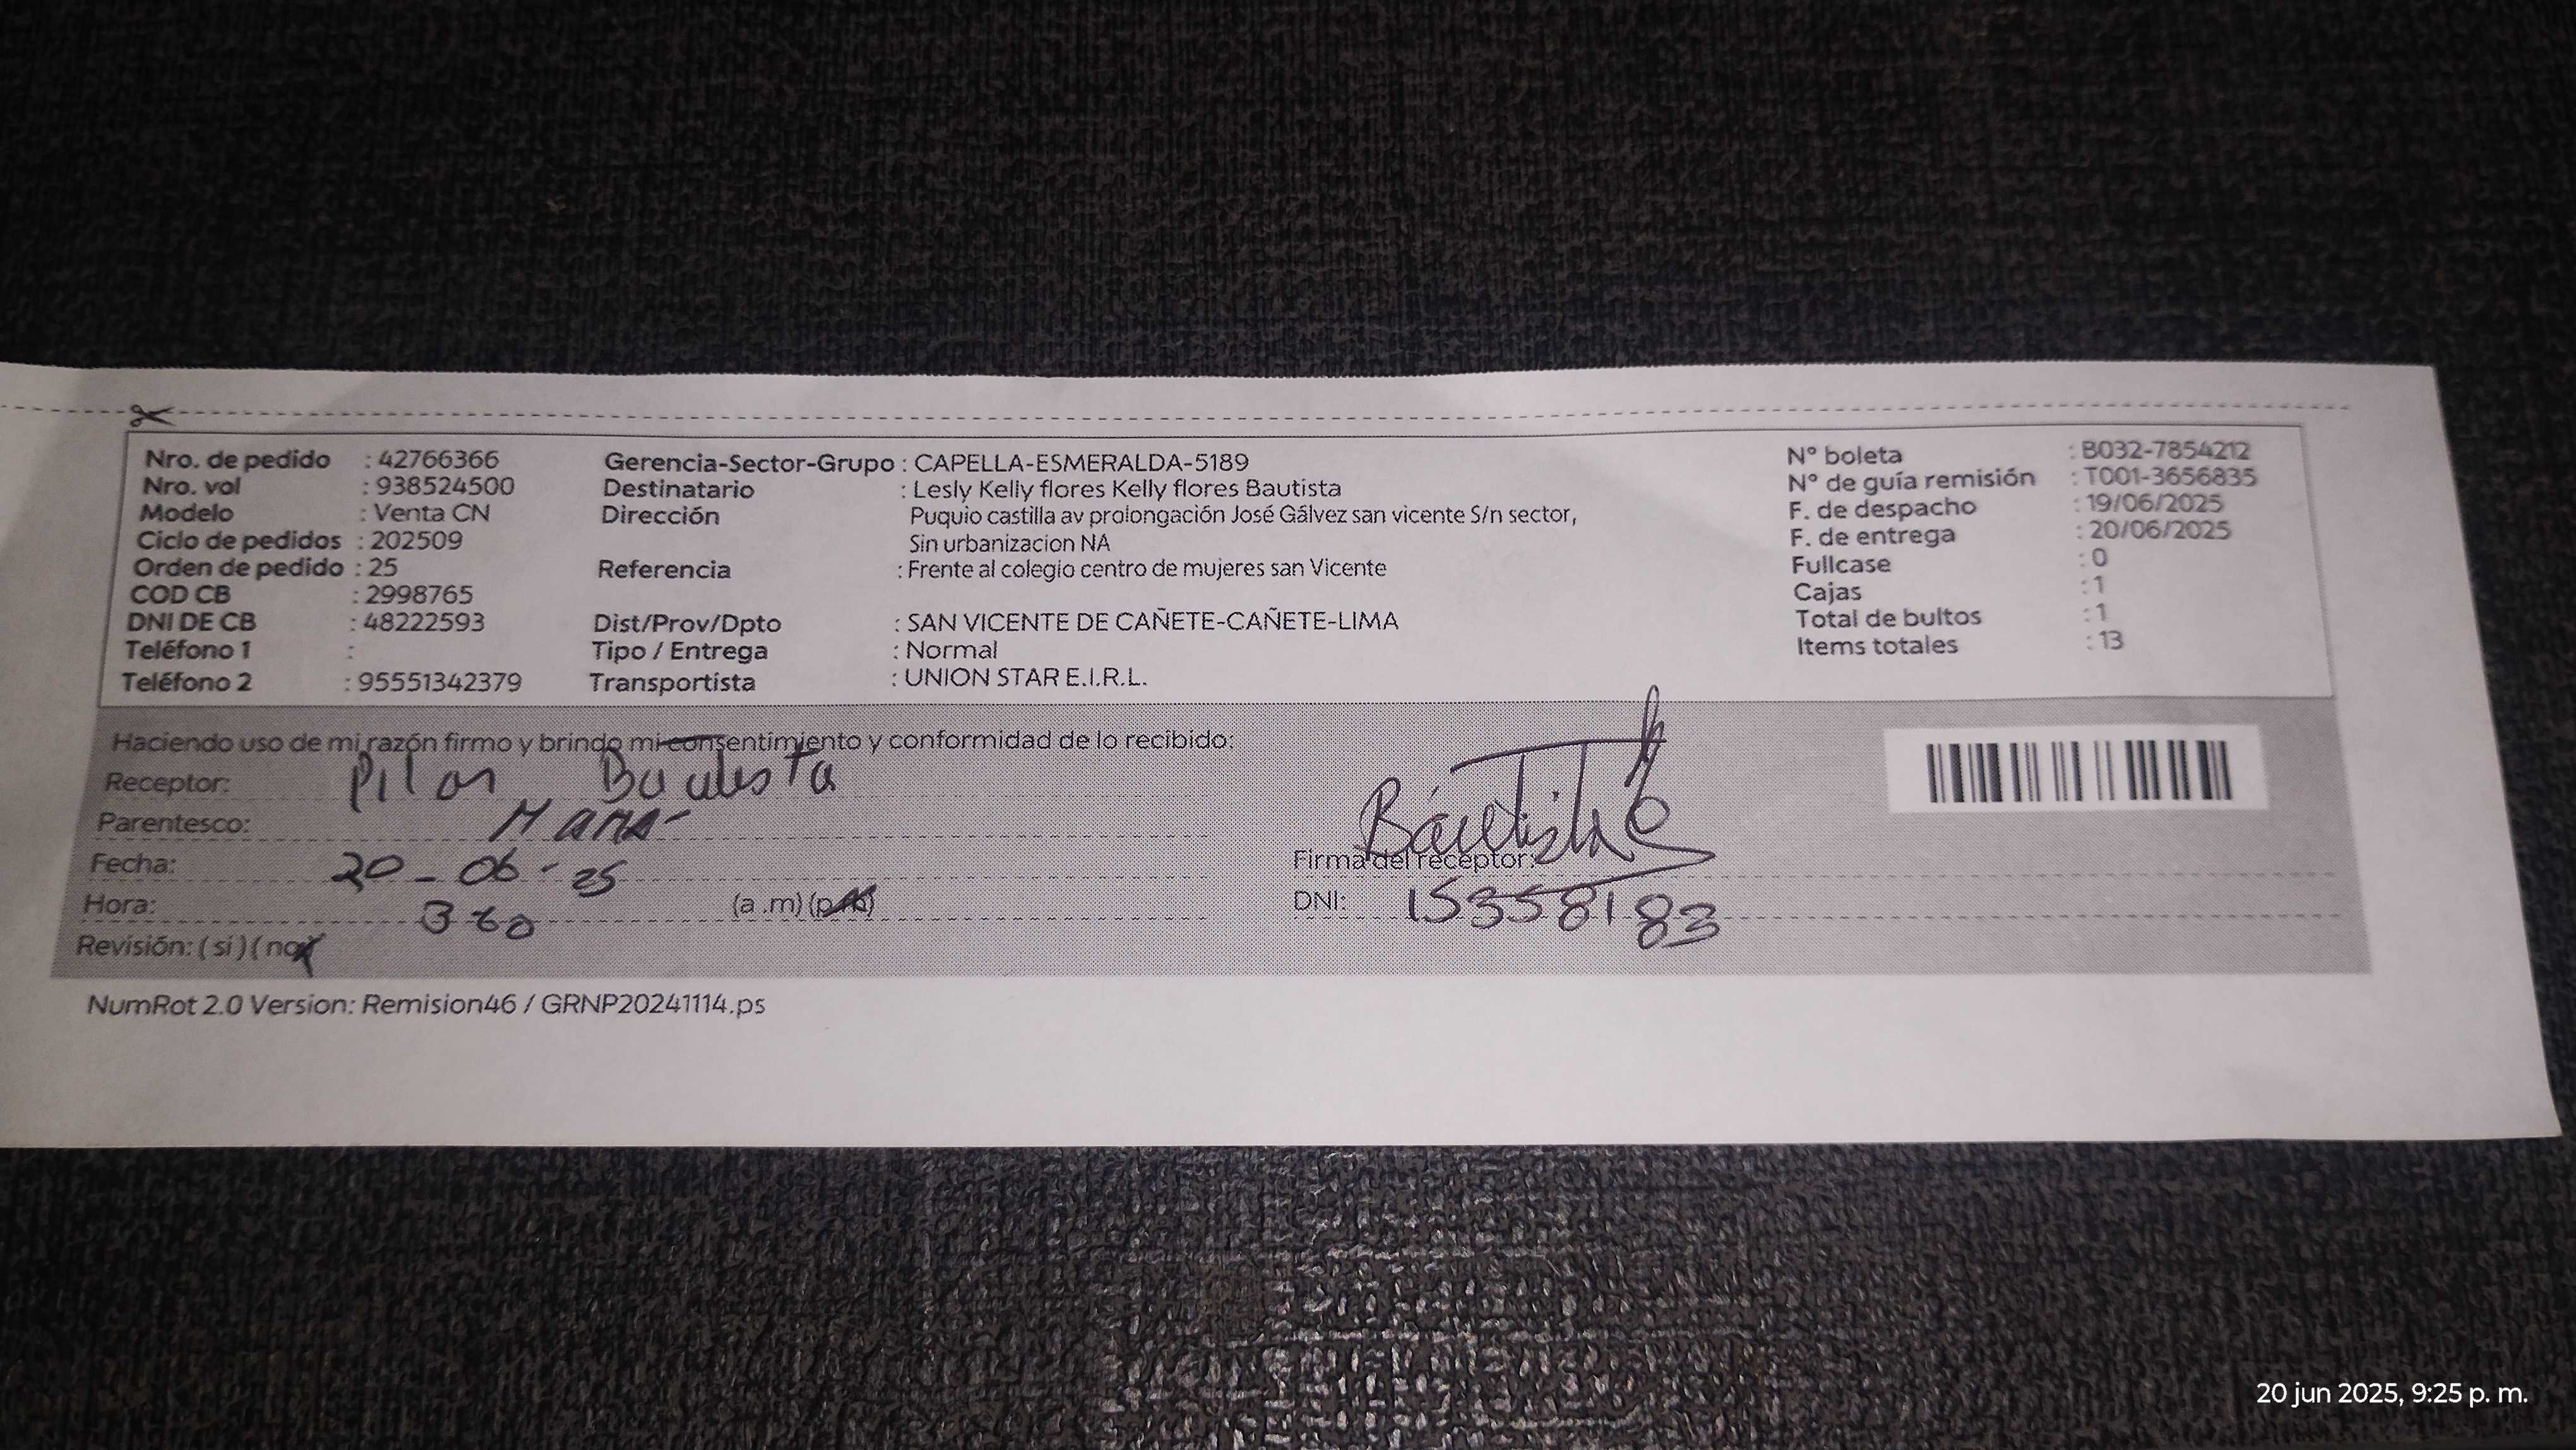 Nro. de pedido : 42766366
Nro. vol : 938524500
Modelo : Venta CN
Ciclo de pedidos : 202509
Orden de pedido : 25
COD CB : 2998765
DNI DE CB : 48222593
Teléfono 1 :
Teléfono 2 : 95551342379
Gerencia-Sector-Grupo : CAPELLA-ESMERALDA-5189
Destinatario : Lesly Kelly flores Kelly flores Bautista
Dirección Puquio castilla av prolongación José Gálvez san vicente S/n sector,
Sin urbanizacion NA
Referencia : Frente al colegio centro de mujeres san Vicente
Dist/Prov/Dpto : SAN VICENTE DE CAÑETE-CAÑETE-LIMA
Tipo / Entrega : Normal
Transportista : UNION STAR E.I.R.L.
N° boleta : B032-7854212
N° de guía remisión : T001-3656835
F. de despacho : 19/06/2025
F. de entrega : 20/06/2025
Fullcase : 0
Cajas : 1
Total de bultos : 1
Items totales : 13
Haciendo uso de mi razón firmo y brindo mi consentimiento y conformidad de lo recibido:
Receptor: Pilar Bautista
Parentesco: Mama
Fecha: 20-06-25
Hora: (a .m) (p.m)
Revisión: ( si ) ( no )
Bautista
Firma del receptor:
DNI: 15358183
NumRot 2.0 Version: Remision46 / GRNP20241114.ps
20 jun 2025, 9:25 p. m.